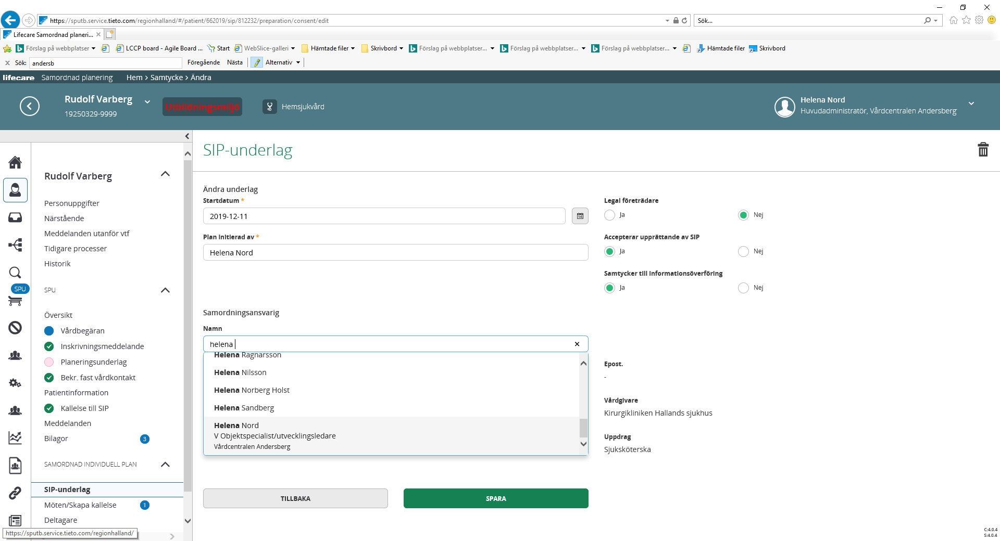 https://sputb.service.tieto.com/regionhalland/#/patient/662019/sip/812232/preparation/consent/edit
Sök...
Lifecare Samordnad planeri...
Förslag på webbplatser
LCCP board - Agile Board ...
Start
WebSlice-galleri
Hämtade filer
Skrivbord
Förslag på webbplatser...
Förslag på webbplatser...
Förslag på webbplatser...
Hämtade filer
Skrivbord
Sök: andersb Föregående Nästa Alternativ
lifecare Samordnad planering Hem > Samtycke > Ändra
Rudolf Varberg
19250329-9999
Utbildningsmiljö
Hemsjukvård
Helena Nord
Huvudadministratör, Vårdcentralen Andersberg
Rudolf Varberg
Personuppgifter
Närstående
Meddelanden utanför vtf
Tidigare processer
Historik
SPU
SPU
Översikt
Vårdbegäran
Inskrivningsmeddelande
Planeringsunderlag
Bekr. fast vårdkontakt
Patientinformation
Kallelse till SIP
Meddelanden
Bilagor 3
SAMORDNAD INDIVIDUELL PLAN
SIP-underlag
Möten/Skapa kallelse 1
Deltagare
https://sputb.service.tieto.com/regionhalland/
SIP-underlag
Ändra underlag
Startdatum *
2019-12-11
14
Plan initierad av *
Helena Nord
Legal företrädare
Ja Nej
Accepterar upprättande av SIP
Ja Nej
Samtycker till informationsöverföring
Ja Nej
Samordningsansvarig
Namn
helena
Helena Ragnarsson
Helena Nilsson
Helena Norberg Holst
Helena Sandberg
Helena Nord
V Objektspecialist/utvecklingsledare
Vårdcentralen Andersberg
Epost.
-
Vårdgivare
Kirurgikliniken Hallands sjukhus
Uppdrag
Sjuksköterska
TILLBAKA
SPARA
C:4.0.4
S:4.0.4